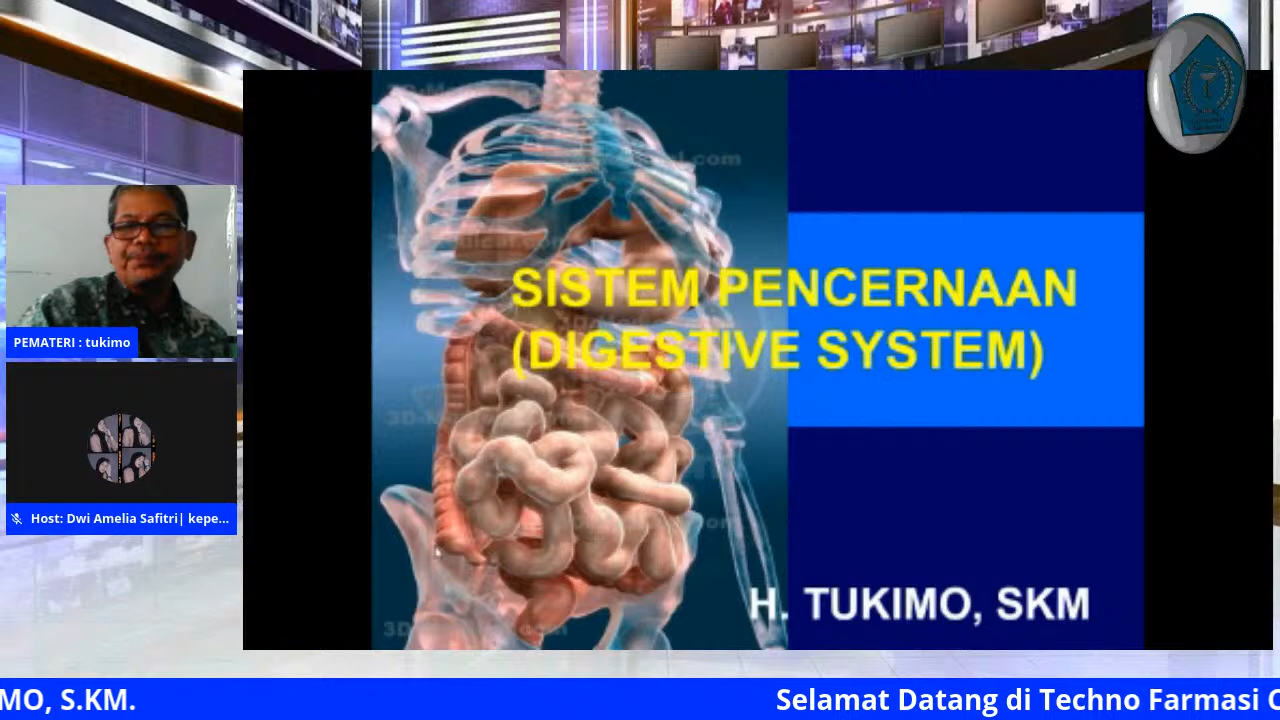 SISTEM PENCERNAAN
(DIGESTIVE SYSTEM)
H. TUKIMO, SKM
PEMATERI : tukimo
Host: Dwi Amelia Safitri| kepe...
MO, S.KM.
Selamat Datang di Techno Farmasi